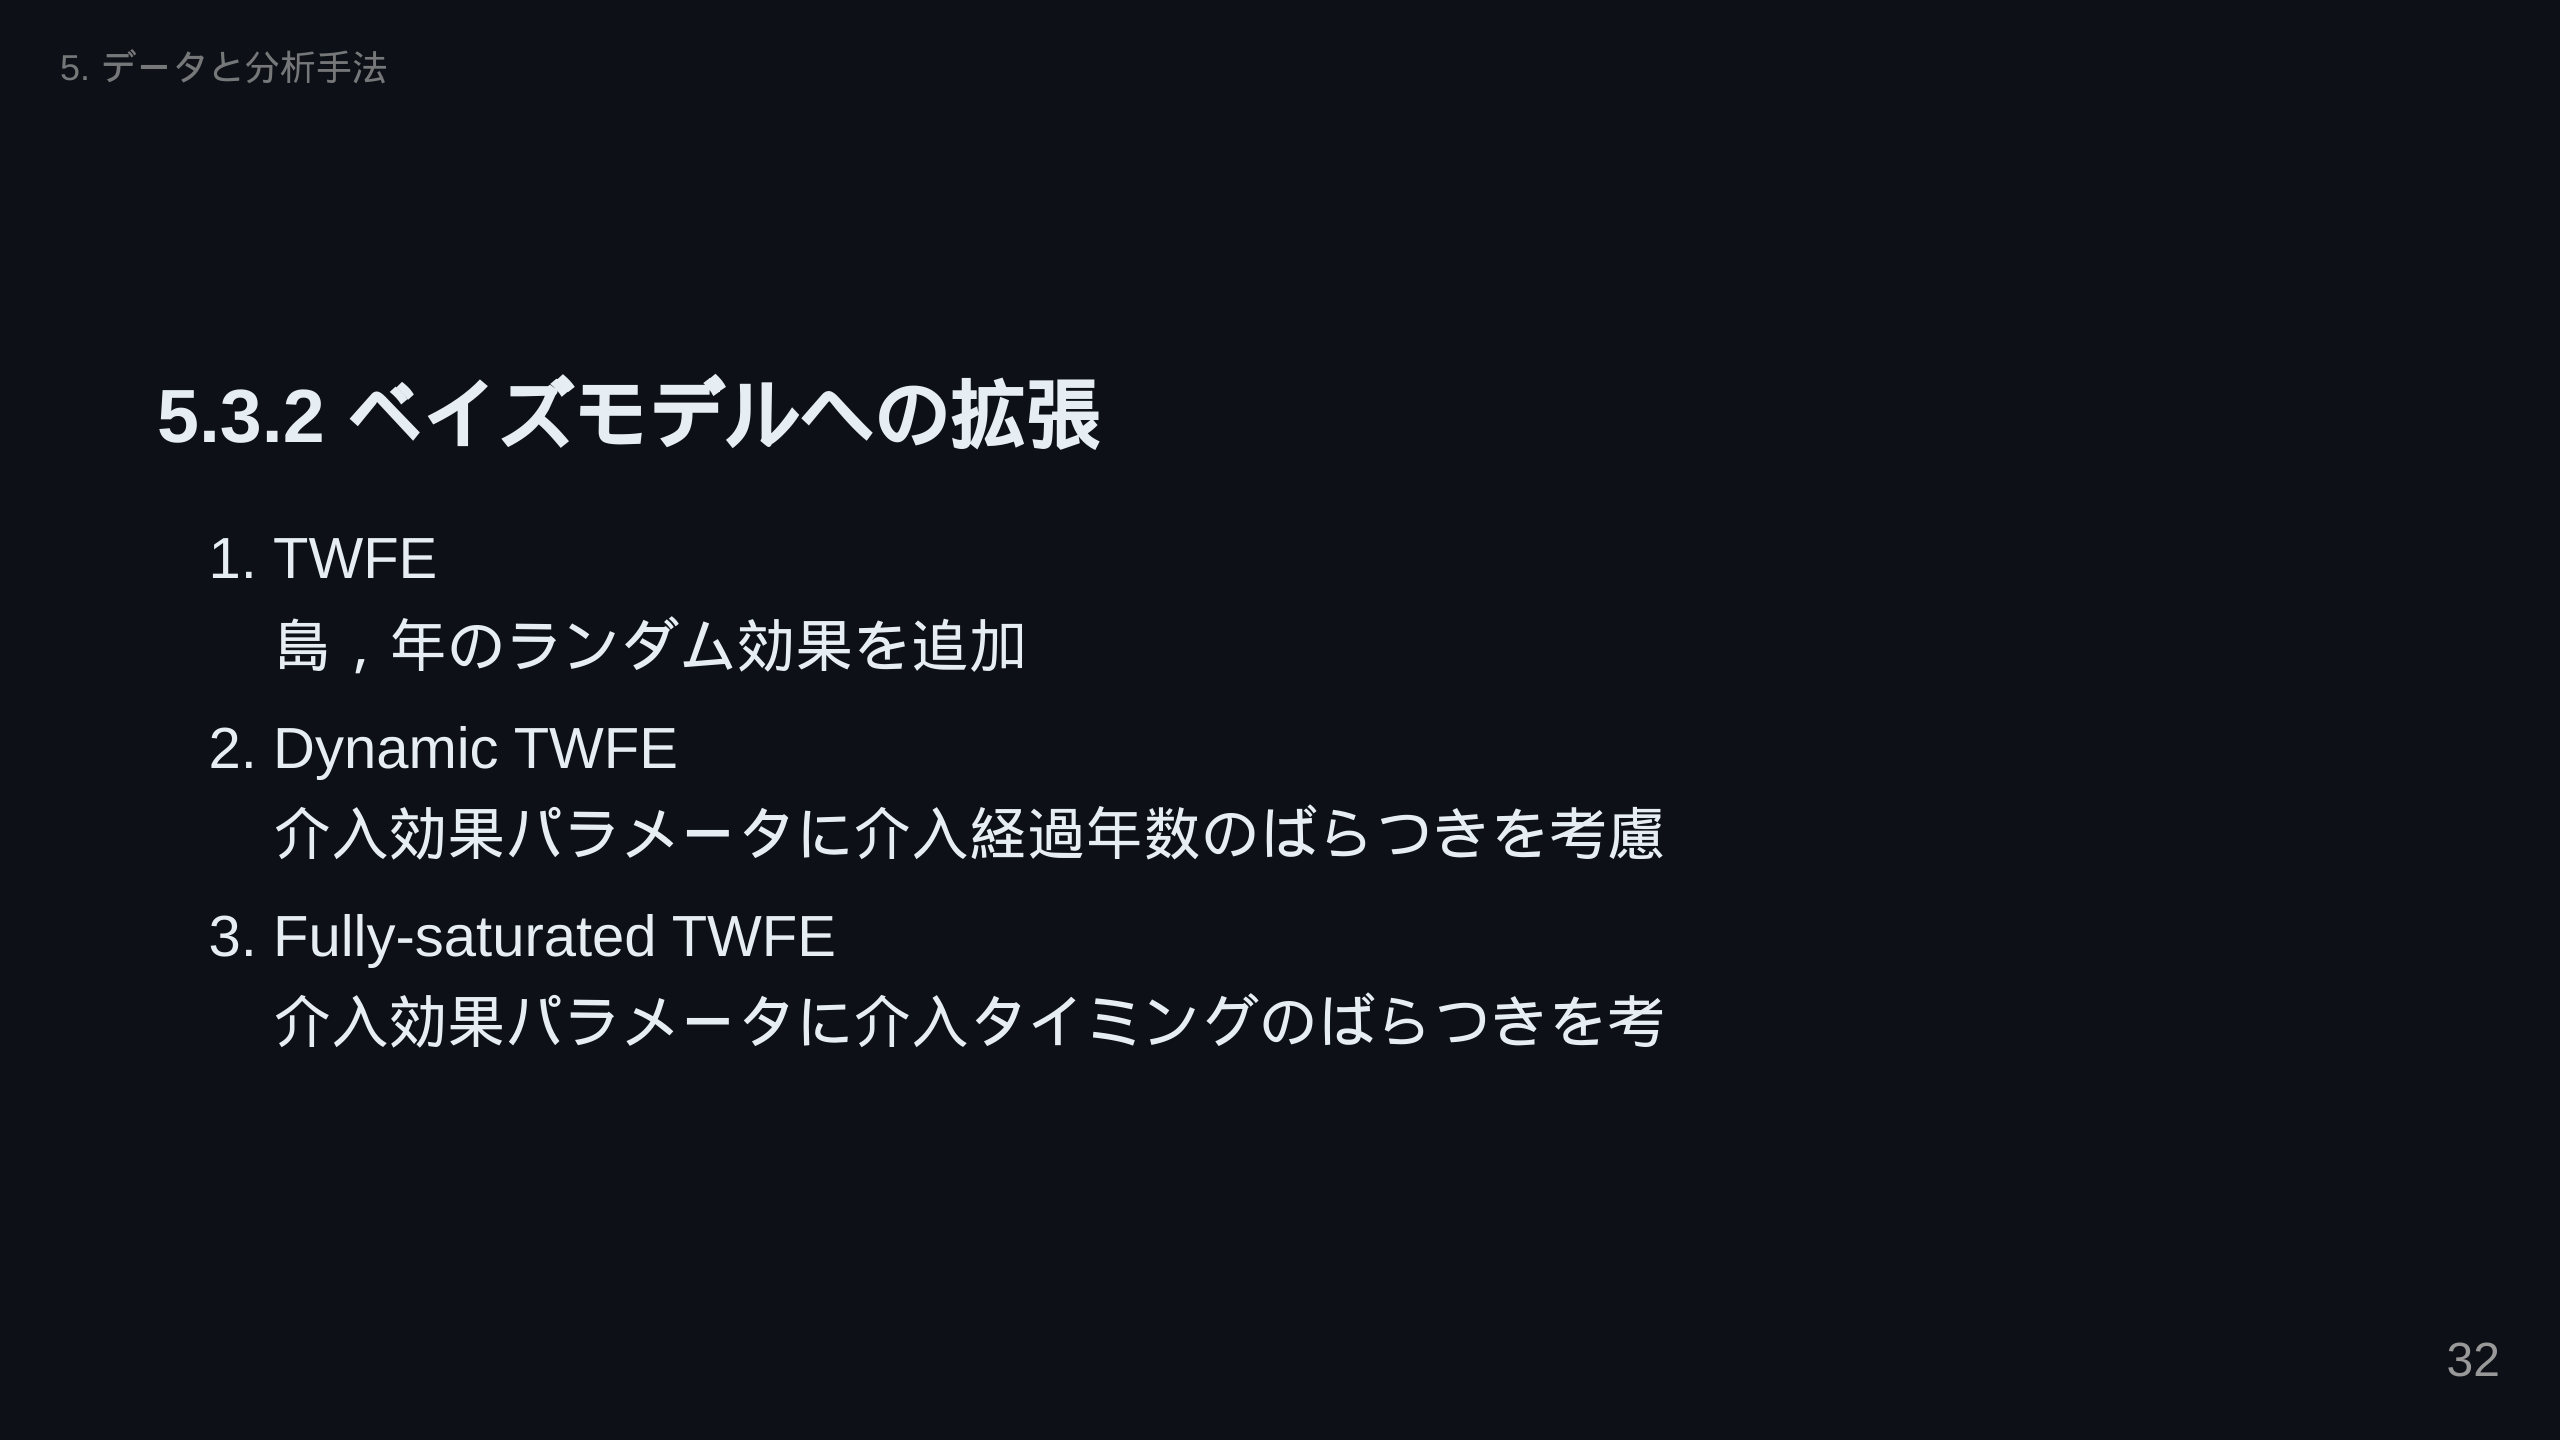 5. データと分析手法
5.3.2 ベイズモデルへの拡張
1. TWFE
島，年のランダム効果を追加
2. Dynamic TWFE
介入効果パラメータに介入経過年数のばらつきを考慮
3. Fully-saturated TWFE
介入効果パラメータに介入タイミングのばらつきを考
32